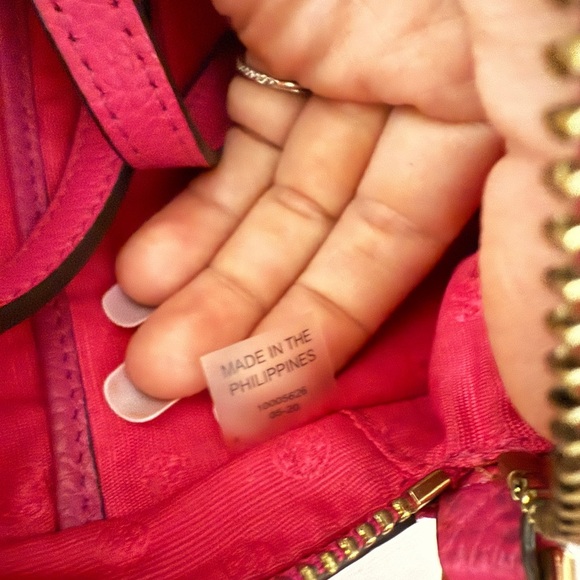 MADE IN THE
PHILIPPINES
10005626
05-20